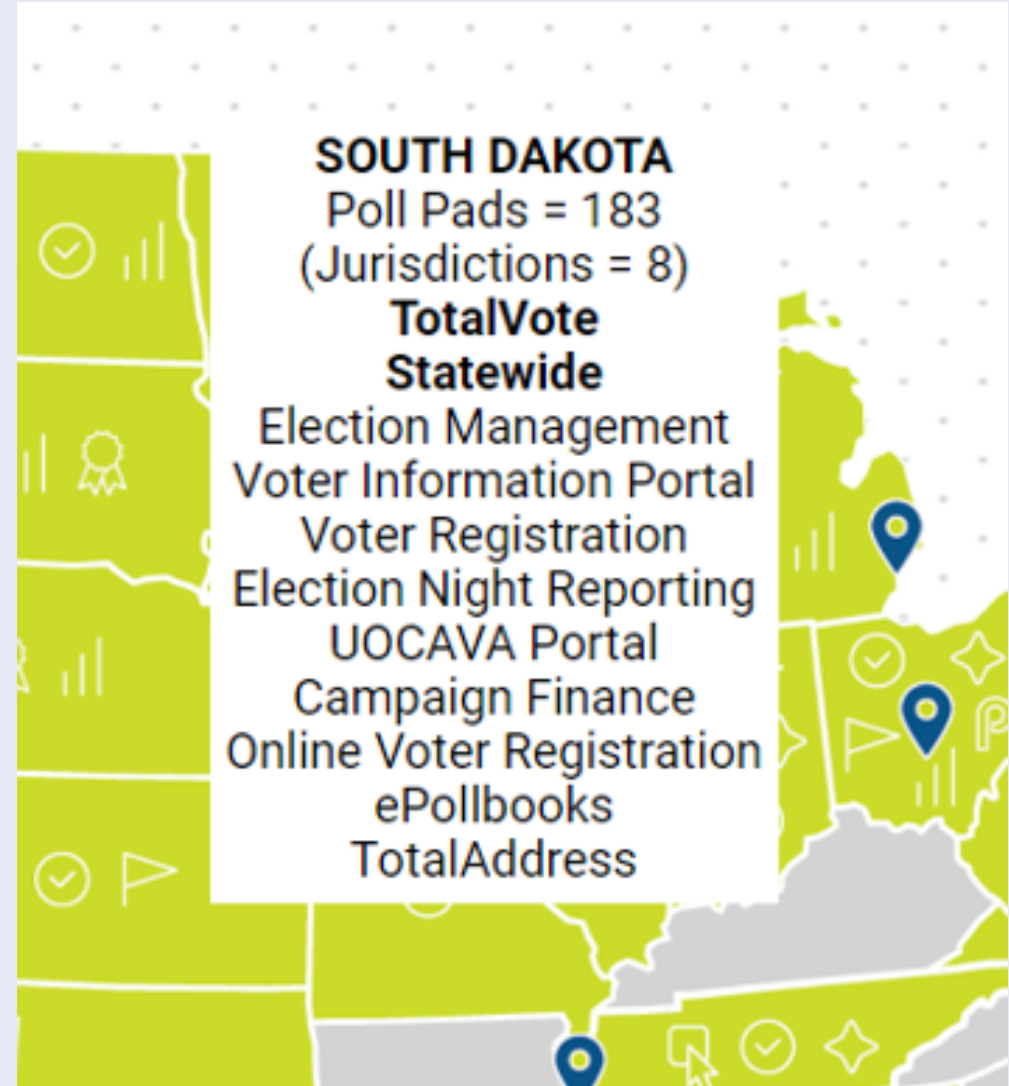 SOUTH DAKOTA
Poll Pads = 183
(Jurisdictions = 8)
TotalVote
Statewide
Election Management
Voter Information Portal
Voter Registration
Election Night Reporting
UOCAVA Portal
Campaign Finance
Online Voter Registration
ePollbooks
TotalAddress